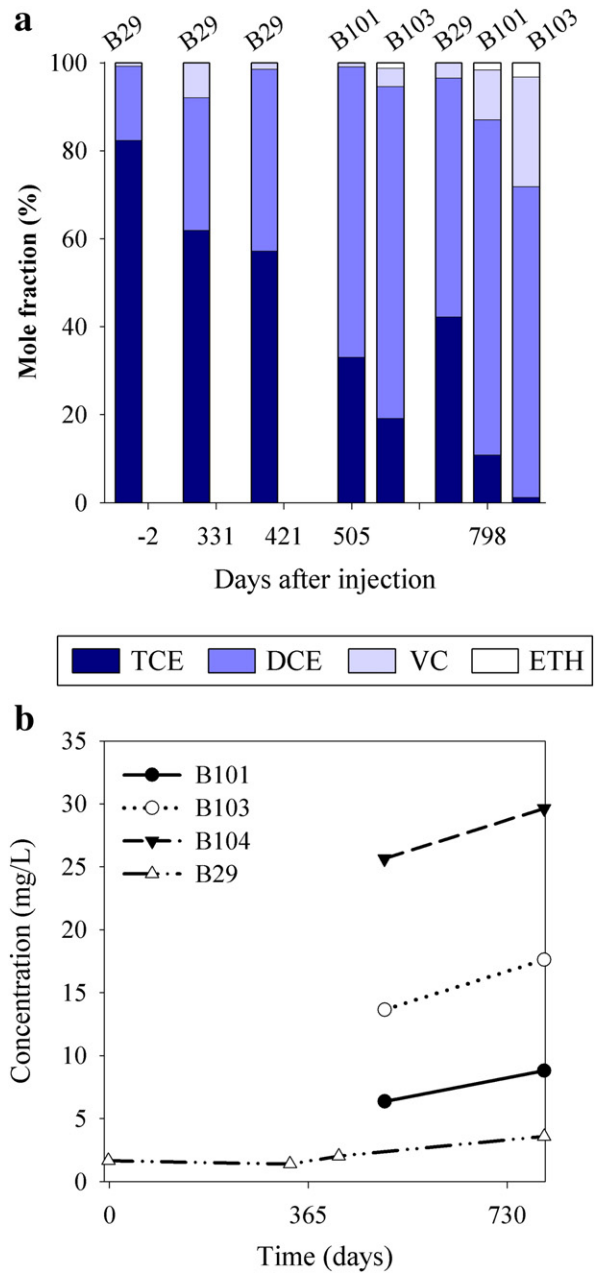 a
B29 B29 B29 B101 B103 B29 B101 B103
100
80
60
40
20
0
Mole fraction (%)
-2 331 421 505 798
Days after injection
TCE DCE VC ETH
b
35
30
25
20
15
10
5
0
Concentration (mg/L)
B101
B103
B104
B29
0 365 730
Time (days)